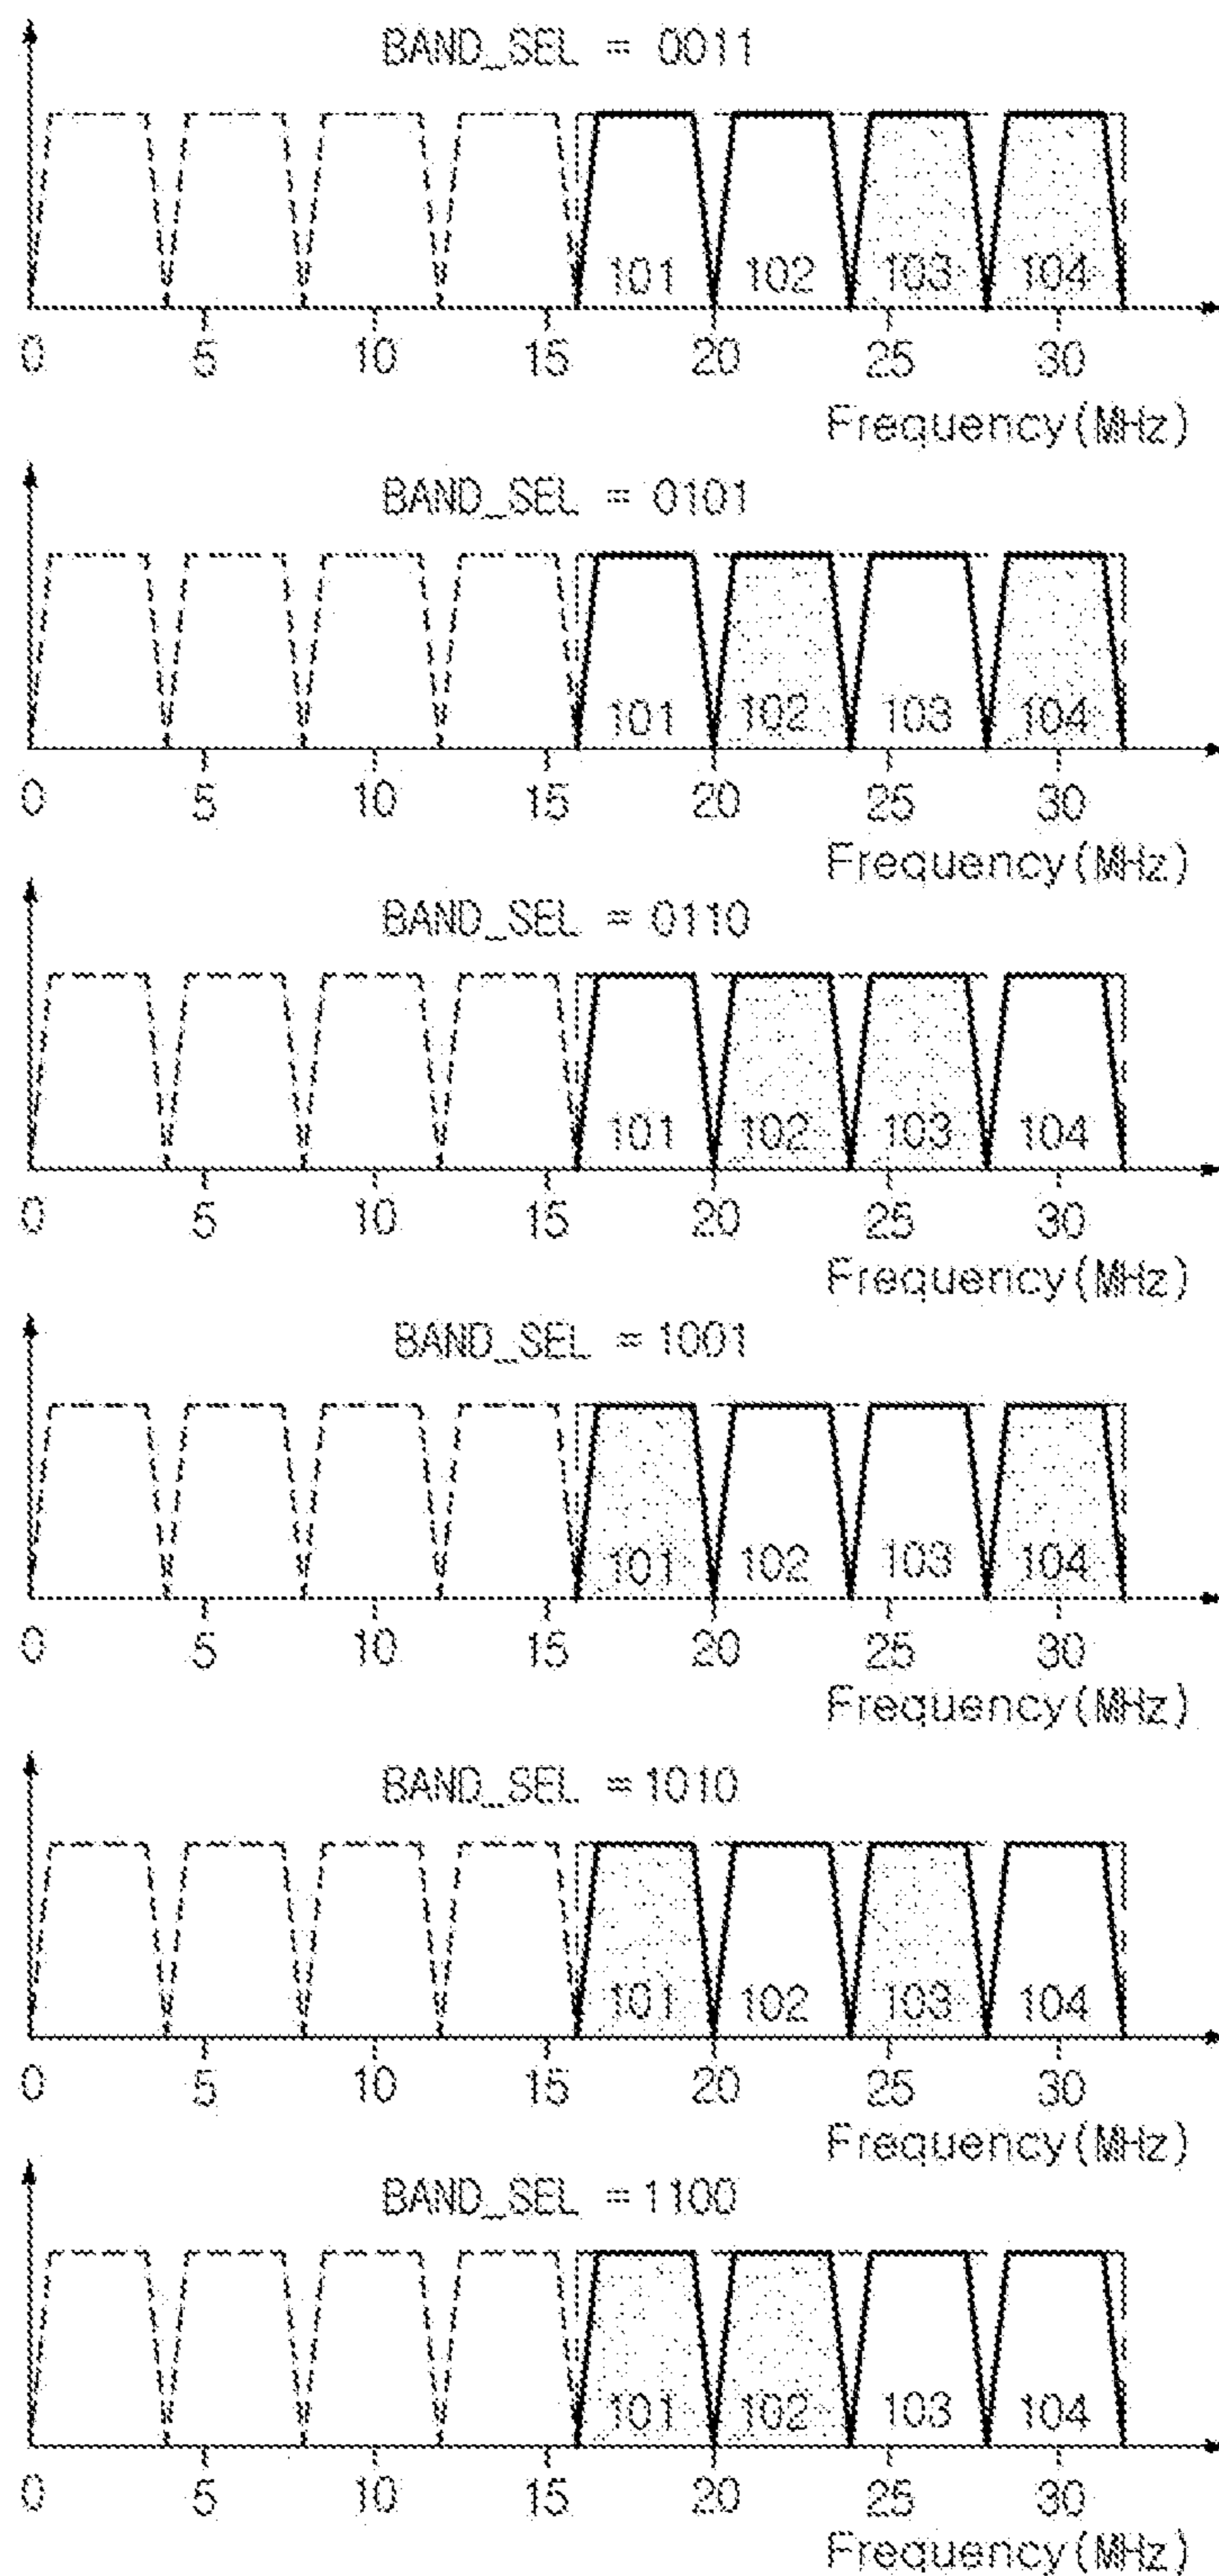 BAND_SEL = 0011
101 102 103 104
0 5 10 15 20 25 30
Frequency(MHz)
BAND_SEL = 0101
101 102 103 104
0 5 10 15 20 25 30
Frequency(MHz)
BAND_SEL = 0110
101 102 103 104
0 5 10 15 20 25 30
Frequency(MHz)
BAND_SEL = 1001
101 102 103 104
0 5 10 15 20 25 30
Frequency(MHz)
BAND_SEL = 1010
101 102 103 104
0 5 10 15 20 25 30
Frequency(MHz)
BAND_SEL = 1100
101 102 103 104
0 5 10 15 20 25 30
Frequency(MHz)